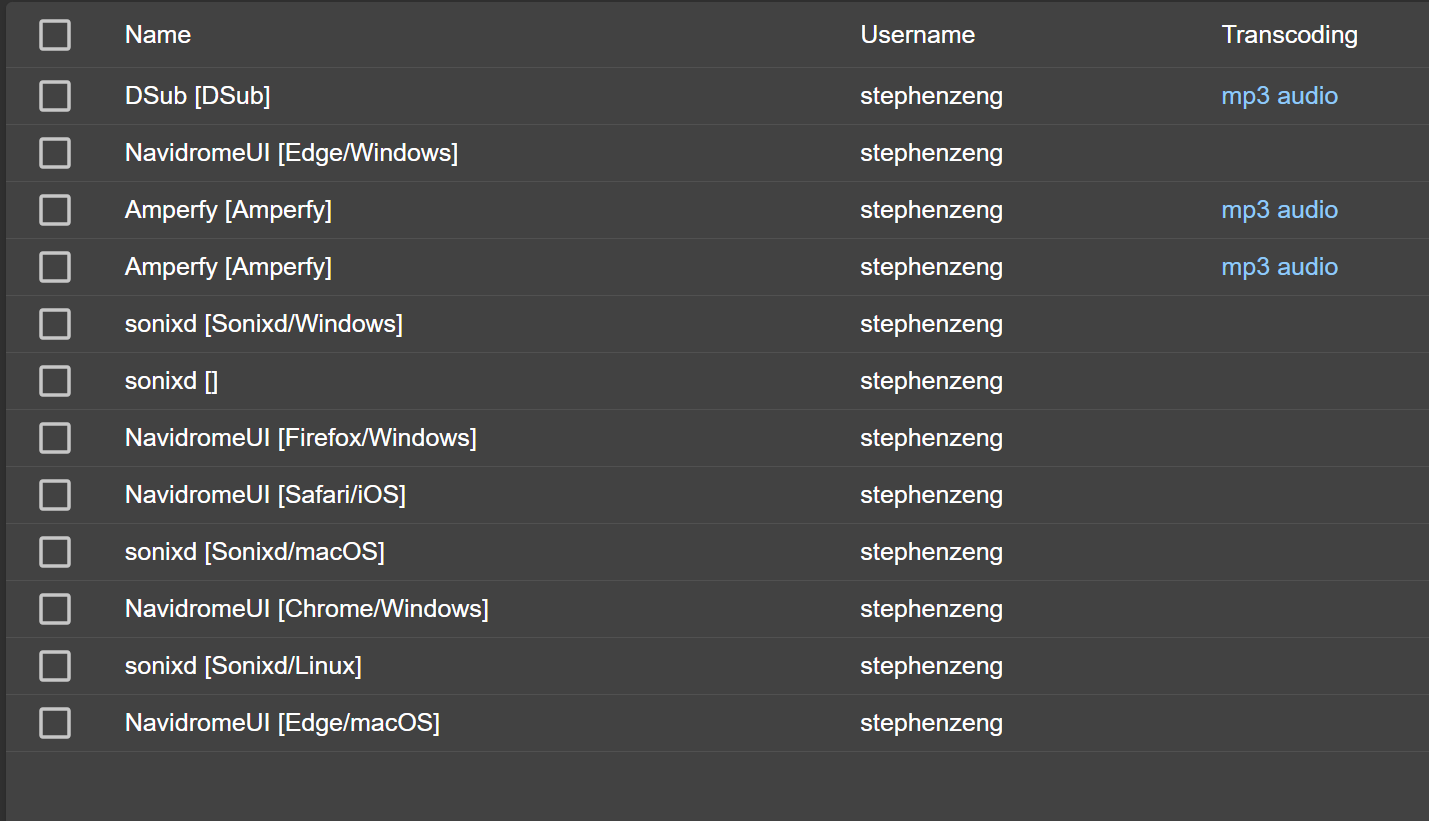 Name Username Transcoding
DSub [DSub] stephenzeng mp3 audio
NavidromeUI [Edge/Windows] stephenzeng
Amperfy [Amperfy] stephenzeng mp3 audio
Amperfy [Amperfy] stephenzeng mp3 audio
sonixd [Sonixd/Windows] stephenzeng
sonixd [] stephenzeng
NavidromeUI [Firefox/Windows] stephenzeng
NavidromeUI [Safari/iOS] stephenzeng
sonixd [Sonixd/macOS] stephenzeng
NavidromeUI [Chrome/Windows] stephenzeng
sonixd [Sonixd/Linux] stephenzeng
NavidromeUI [Edge/macOS] stephenzeng